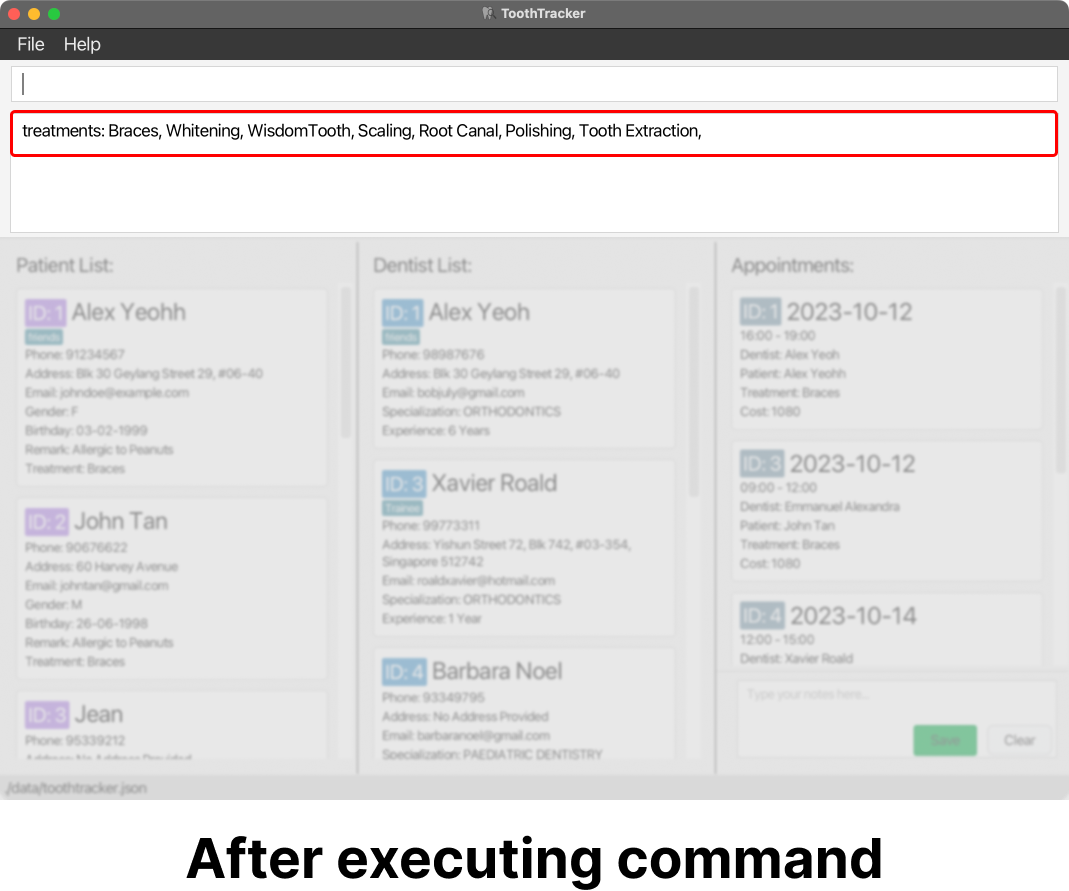 ToothTracker
File Help
treatments: Braces, Whitening, WisdomTooth, Scaling, Root Canal, Polishing, Tooth Extraction,
Patient List:
ID: 1 Alex Yeohh
friends
Phone: 91234567
Address: Blk 30 Geylang Street 29, #06-40
Email: johndoe@example.com
Gender: F
Birthday: 03-02-1999
Remark: Allergic to Peanuts
Treatment: Braces
ID: 2 John Tan
Phone: 90676622
Address: 60 Harvey Avenue
Email: johntan@gmail.com
Gender: M
Birthday: 26-06-1998
Remark: Allergic to Peanuts
Treatment: Braces
ID: 3 Jean
Phone: 95339212
Address: No Address Provided
Dentist List:
ID: 1 Alex Yeoh
friends
Phone: 98987676
Address: Blk 30 Geylang Street 29, #06-40
Email: bobjuly@gmail.com
Specialization: ORTHODONTICS
Experience: 6 Years
ID: 3 Xavier Roald
Trainee
Phone: 99773311
Address: Yishun Street 72, Blk 742, #03-354,
Singapore 512742
Email: roaldxavier@hotmail.com
Specialization: ORTHODONTICS
Experience: 1 Year
ID: 4 Barbara Noel
Phone: 93349795
Address: No Address Provided
Email: barbaranoel@gmail.com
Specialization: PAEDIATRIC DENTISTRY
Appointments:
ID: 1 2023-10-12
16:00 - 19:00
Dentist: Alex Yeoh
Patient: Alex Yeohh
Treatment: Braces
Cost: 1080
ID: 3 2023-10-12
09:00 - 12:00
Dentist: Emmanuel Alexandra
Patient: John Tan
Treatment: Braces
Cost: 1080
ID: 4 2023-10-14
12:00 - 15:00
Dentist: Xavier Roald
Type your notes here...
Save Clear
./data/toothtracker.json
After executing command